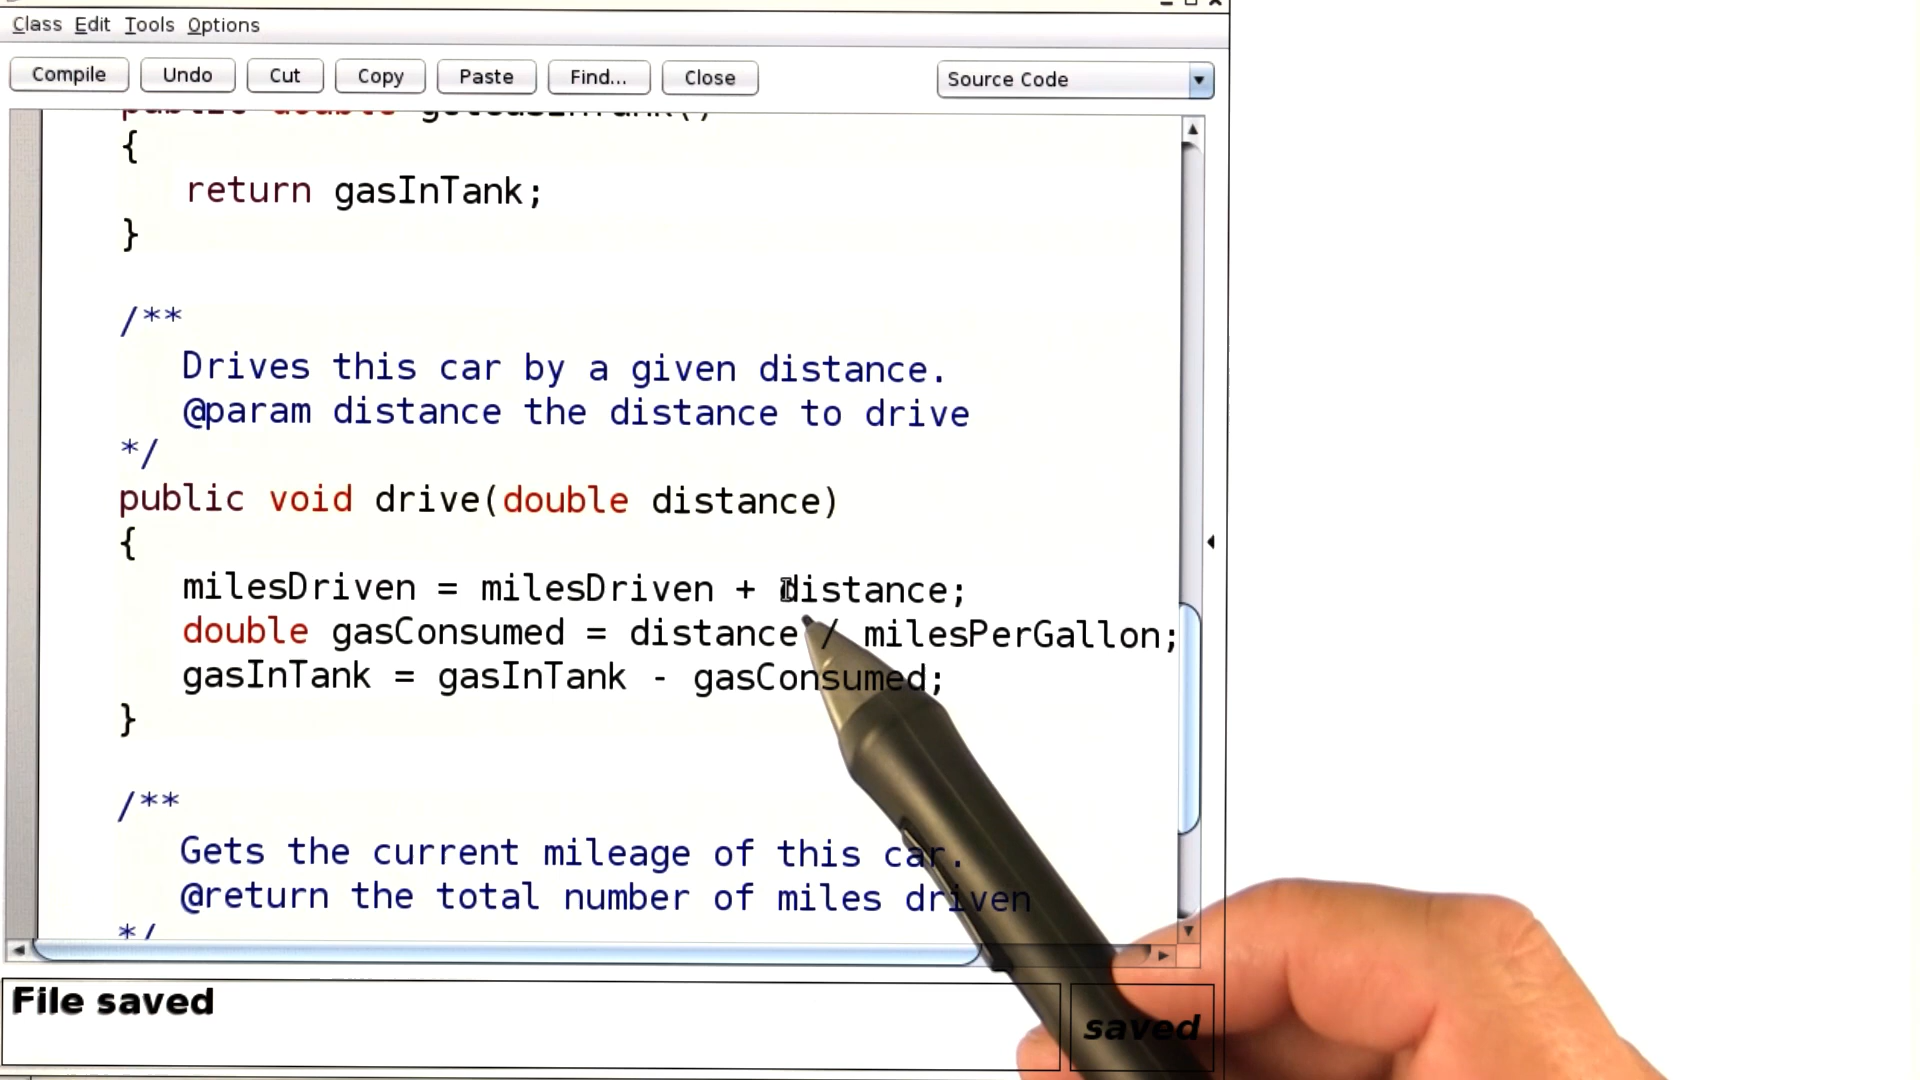 Class Edit Tools Options
Compile Undo Cut Copy Paste Find... Close Source Code
public double getGasInTank()
{
return gasInTank;
}
/**
Drives this car by a given distance.
@param distance the distance to drive
*/
public void drive(double distance)
{
milesDriven = milesDriven + distance;
double gasConsumed = distance / milesPerGallon;
gasInTank = gasInTank - gasConsumed;
}
/**
Gets the current mileage of this car.
@return the total number of miles driven
*/
File saved
saved